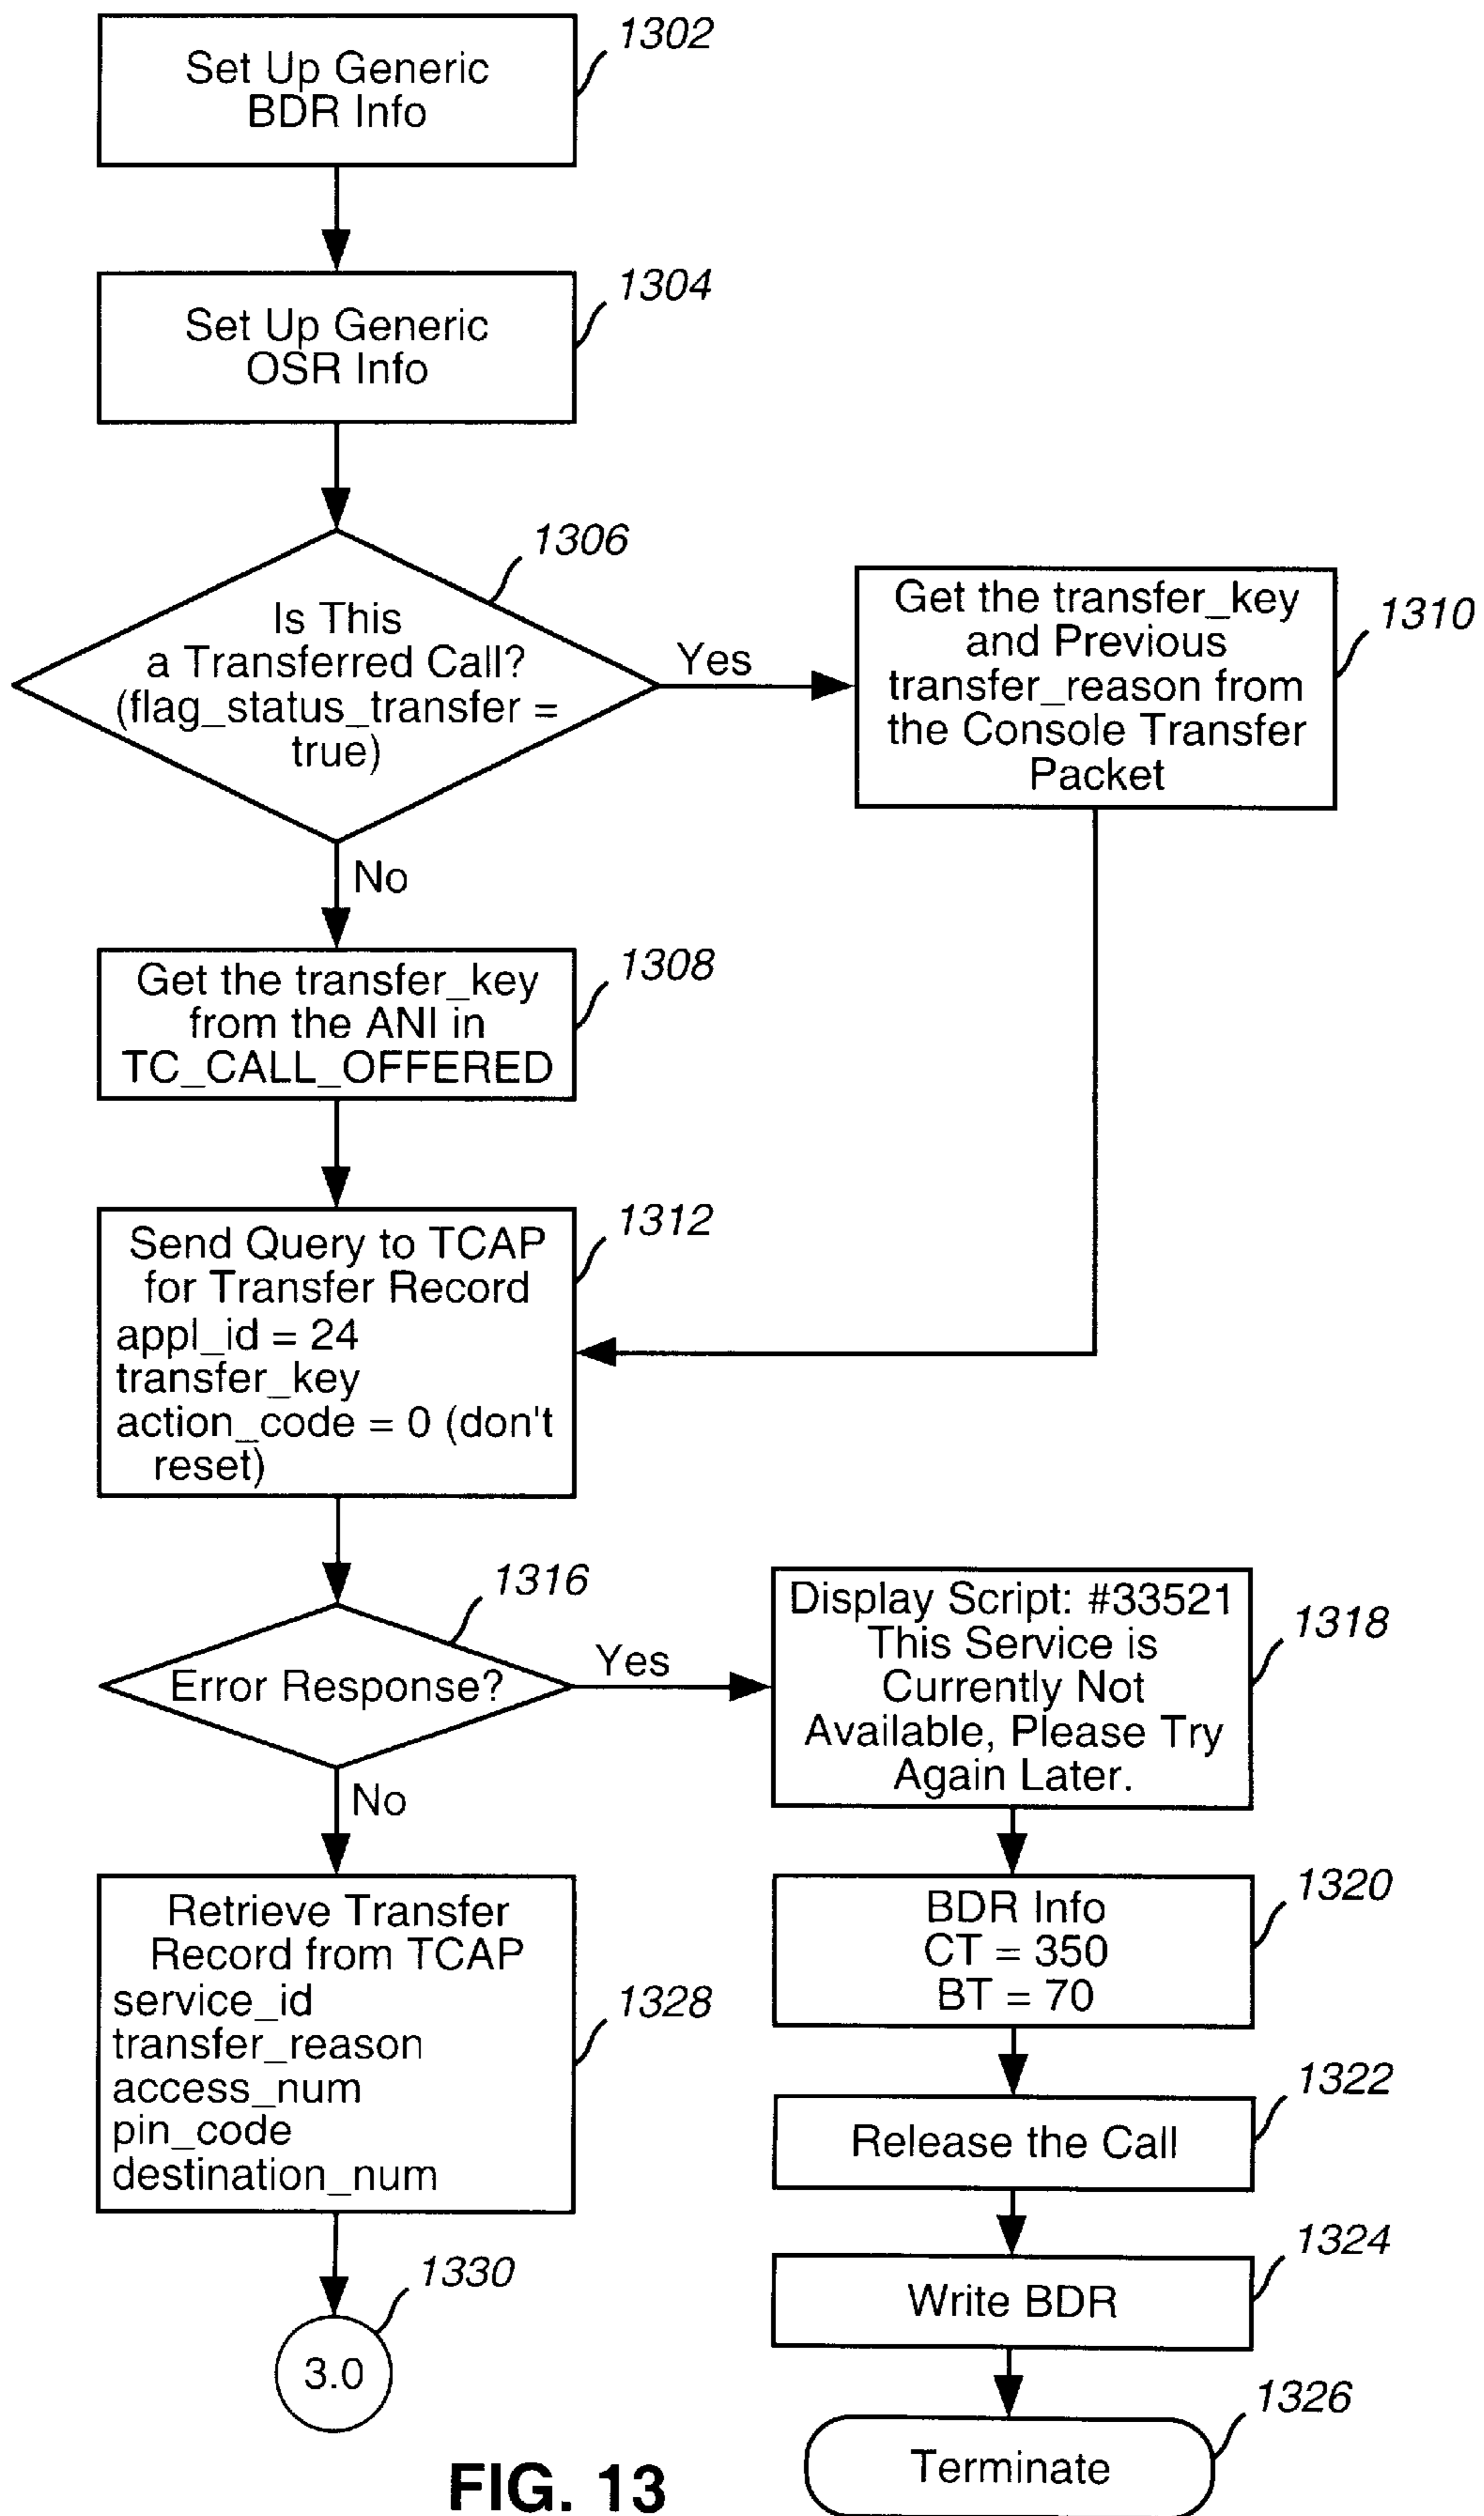 1302
Set Up Generic
BDR Info
1304
Set Up Generic
OSR Info
1306
Is This
a Transferred Call?
(flag_status_transfer =
true)
Yes
1310
Get the transfer_key
and Previous
transfer_reason from
the Console Transfer
Packet
No
1308
Get the transfer_key
from the ANI in
TC_CALL_OFFERED
1312
Send Query to TCAP
for Transfer Record
appl_id = 24
transfer_key
action_code = 0 (don't
reset)
1316
Error Response?
Yes
1318
Display Script: #33521
This Service is
Currently Not
Available, Please Try
Again Later.
No
1320
BDR Info
CT = 350
BT = 70
1328
Retrieve Transfer
Record from TCAP
service_id
transfer_reason
access_num
pin_code
destination_num
1322
Release the Call
1324
Write BDR
1330
3.0
1326
Terminate
FIG. 13